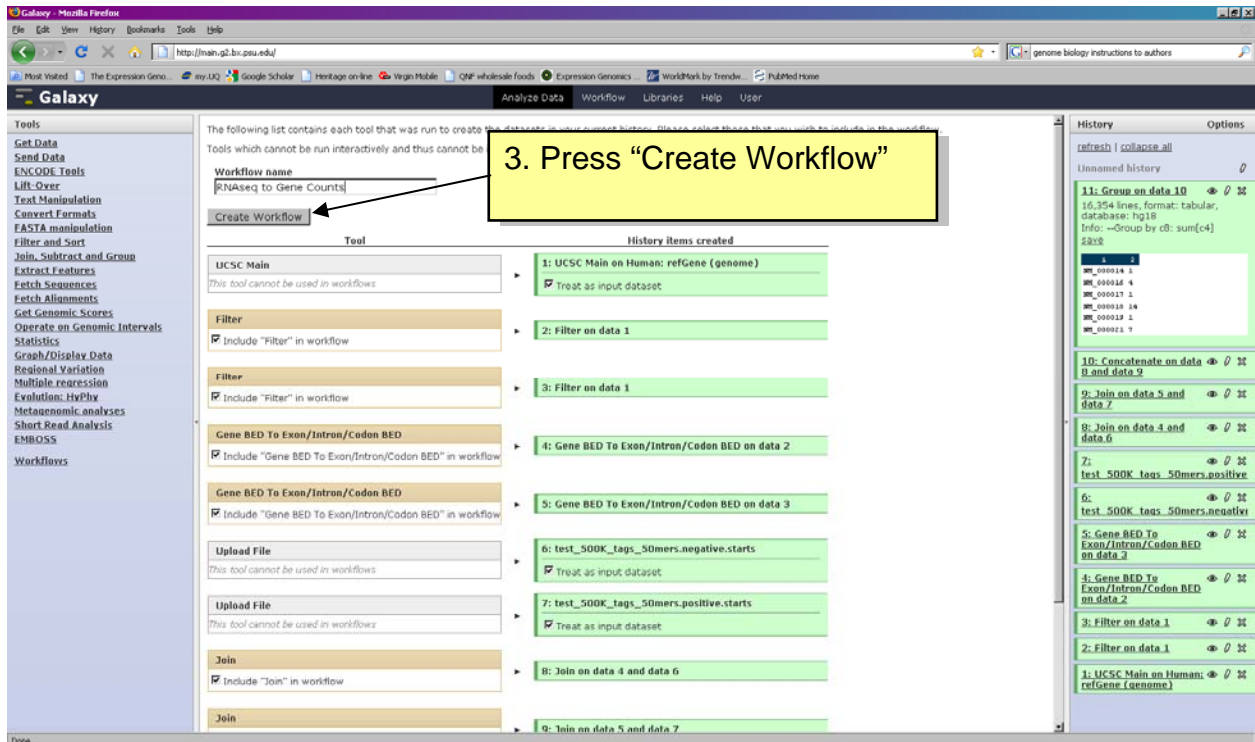 Galaxy - Mozilla Firefox
File Edit View History Bookmarks Tools Help
http://main.g2.bx.psu.edu/
genome biology instructions to authors
Most Visited The Expression Geno... my.UQ Google Scholar Heritage on-line Virgin Mobile QNF wholesale foods Expression Genomics ... WorldMark by Trendw... PubMed Home
Galaxy
Analyze Data Workflow Libraries Help User
Tools
Get Data
Send Data
ENCODE Tools
Lift-Over
Text Manipulation
Convert Formats
FASTA manipulation
Filter and Sort
Join, Subtract and Group
Extract Features
Fetch Sequences
Fetch Alignments
Get Genomic Scores
Operate on Genomic Intervals
Statistics
Graph/Display Data
Regional Variation
Multiple regression
Evolution: HyPhy
Metagenomic analyses
Short Read Analysis
EMBOSS
Workflows
The following list contains each tool that was run to create the datasets in your current history. Please select those that you wish to include in the workflow.
Tools which cannot be run interactively and thus cannot be
3. Press “Create Workflow”
Workflow name
RNAseq to Gene Counts
Create Workflow
Tool
History items created
UCSC Main
This tool cannot be used in workflows
1: UCSC Main on Human: refGene (genome)
Treat as input dataset
Filter
Include "Filter" in workflow
2: Filter on data 1
Filter
Include "Filter" in workflow
3: Filter on data 1
Gene BED To Exon/Intron/Codon BED
Include "Gene BED To Exon/Intron/Codon BED" in workflow
4: Gene BED To Exon/Intron/Codon BED on data 2
Gene BED To Exon/Intron/Codon BED
Include "Gene BED To Exon/Intron/Codon BED" in workflow
5: Gene BED To Exon/Intron/Codon BED on data 3
Upload File
This tool cannot be used in workflows
6: test_500K_tags_50mers.negative.starts
Treat as input dataset
Upload File
This tool cannot be used in workflows
7: test_500K_tags_50mers.positive.starts
Treat as input dataset
Join
Include "Join" in workflow
8: Join on data 4 and data 6
Join
9: Join on data 5 and data 7
History Options
refresh | collapse all
Unnamed history
11: Group on data 10
16,354 lines, format: tabular,
database: hg18
Info: --Group by c8: sum[c4]
save
1 2
NM_000014 1
NM_000016 4
NM_000017 1
NM_000018 14
NM_000019 1
NM_000021 7
10: Concatenate on data
8 and data 9
9: Join on data 5 and
data 7
8: Join on data 4 and
data 6
7:
test_500K_tags_50mers.positive
6:
test_500K_tags_50mers.negative
5: Gene BED To
Exon/Intron/Codon BED
on data 3
4: Gene BED To
Exon/Intron/Codon BED
on data 2
3: Filter on data 1
2: Filter on data 1
1: UCSC Main on Human:
refGene (genome)
Done